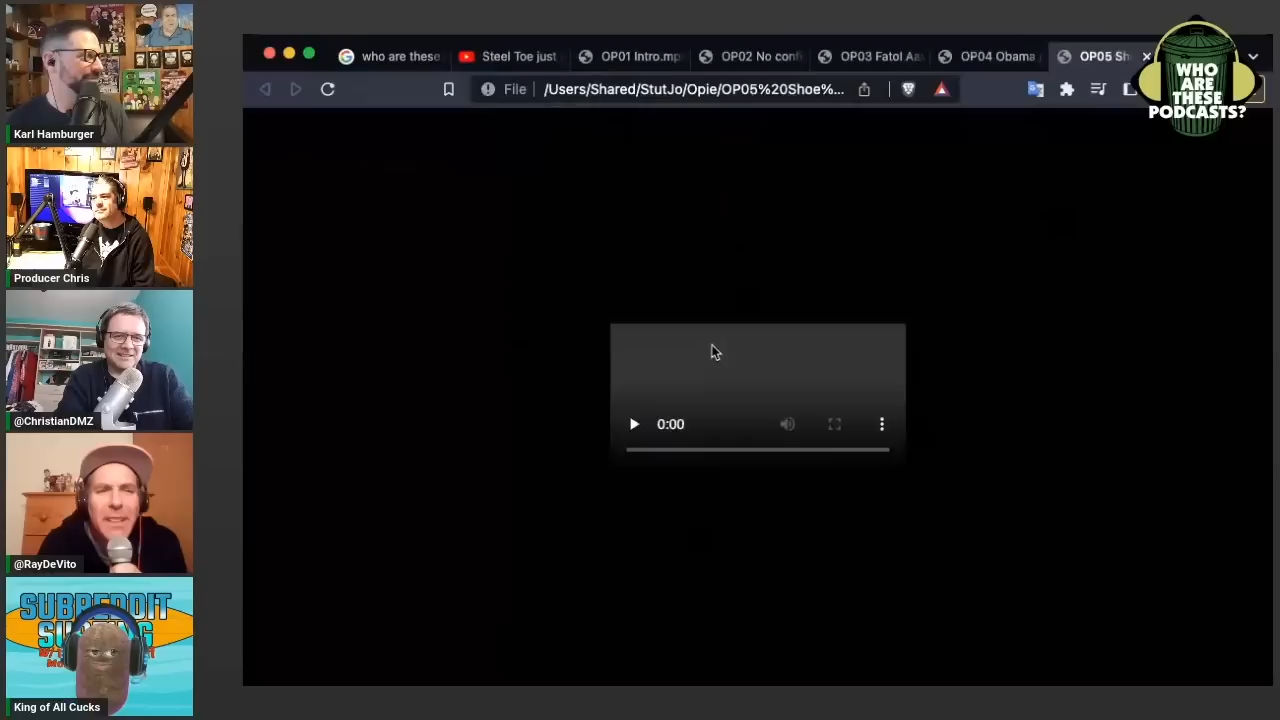 Karl Hamburger
Producer Chris
@ChristianDMZ
@RayDeVito
SUBREDDIT
King of All Cucks
who are these
Steel Toe just
OP01 Intro.mp
OP02 No conf
OP03 Fatol Aa
OP04 Obama
OP05 Sh
File
/Users/Shared/StutJo/Opie/OP05%20Shoe%...
0:00
WHO
ARE
THESE
PODCASTS?